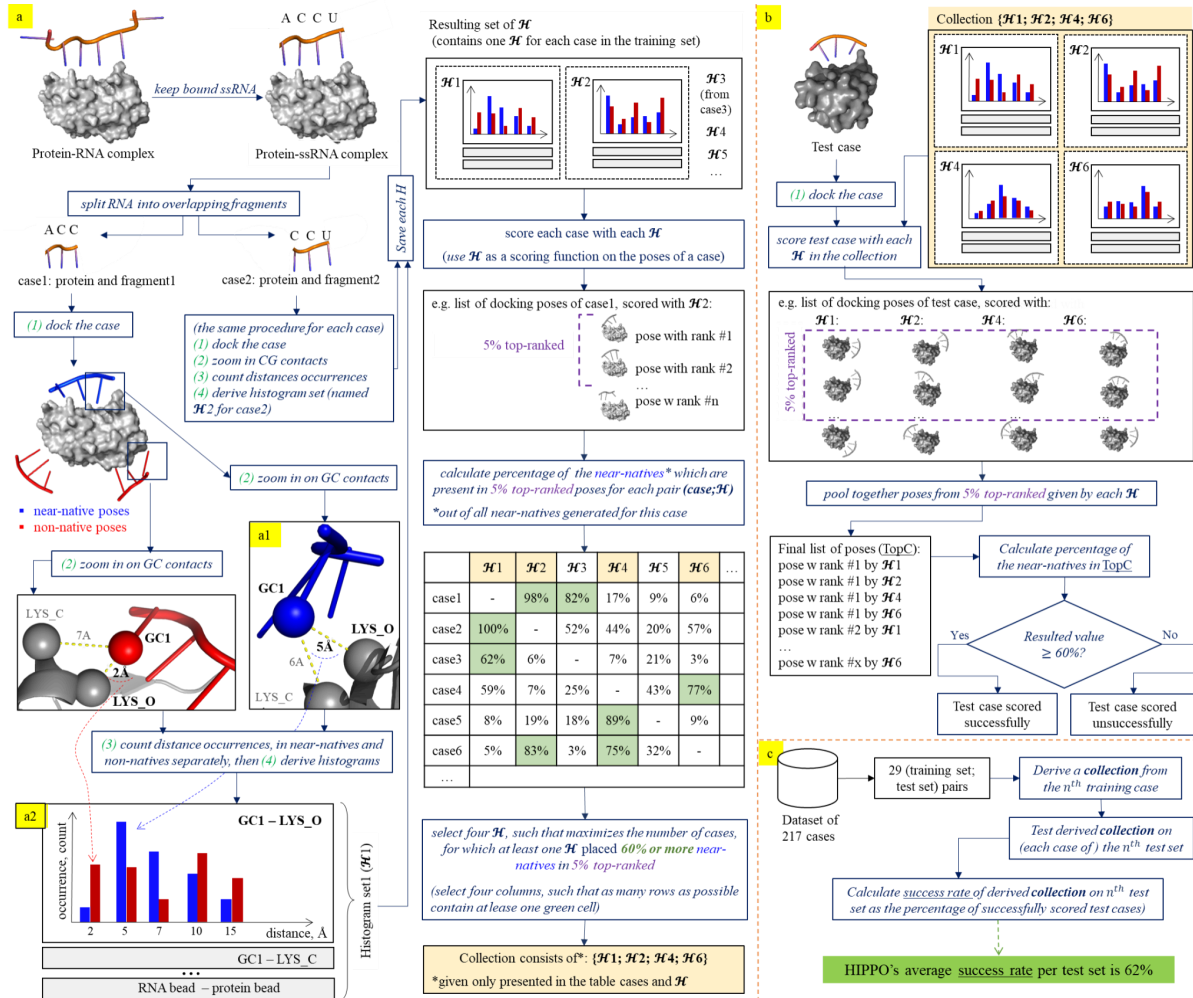 a
A C C U
keep bound ssRNA
Protein-RNA complex
Protein-ssRNA complex
split RNA into overlapping fragments
A C C
C C U
case1: protein and fragment1
case2: protein and fragment2
(1) dock the case
(the same procedure for each case)
(1) dock the case
(2) zoom in CG contacts
(3) count distances occurrences
(4) derive histogram set (named
ℋ2 for case2)
Save each H
near-native poses
non-native poses
(2) zoom in on GC contacts
(2) zoom in on GC contacts
LYS_C
7A
GC1
2Å
LYS_O
a1
GC1
LYS_O
5Å
6A
LYS_C
(3) count distance occurrences, in near-natives and
non-natives separately, then (4) derive histograms
a2
GC1 – LYS_O
occurrence, count
2 5 7 10 15
distance, Å
GC1 – LYS_C
•••
RNA bead – protein bead
Histogram set1 (ℋ1)
Resulting set of ℋ
(contains one ℋ for each case in the training set)
ℋ1
ℋ2
ℋ3
(from
case3)
ℋ4
ℋ5
…
score each case with each ℋ
(use ℋ as a scoring function on the poses of a case)
e.g. list of docking poses of case1, scored with ℋ2:
5% top-ranked
pose with rank #1
pose with rank #2
…
pose w rank #n
calculate percentage of the near-natives* which are
present in 5% top-ranked poses for each pair (case;ℋ)
*out of all near-natives generated for this case
ℋ1 ℋ2 ℋ3 ℋ4 ℋ5 ℋ6 …
case1 - 98% 82% 17% 9% 6%
case2 100% - 52% 44% 20% 57%
case3 62% 6% - 7% 21% 3%
case4 59% 7% 25% - 43% 77%
case5 8% 19% 18% 89% - 9%
case6 5% 83% 3% 75% 32% -
…
select four ℋ, such that maximizes the number of cases,
for which at least one ℋ placed 60% or more near-
natives in 5% top-ranked
(select four columns, such that as many rows as possible
contain at least one green cell)
Collection consists of*: {ℋ1; ℋ2; ℋ4; ℋ6}
*given only presented in the table cases and ℋ
b
Collection {ℋ1; ℋ2; ℋ4; ℋ6}
ℋ1
ℋ2
ℋ4
ℋ6
Test case
(1) dock the case
score test case with each
ℋ in the collection
e.g. list of docking poses of test case, scored with:
ℋ1: ℋ2: ℋ4: ℋ6:
5% top-ranked
… … … …
pool together poses from 5% top-ranked given by each ℋ
Final list of poses (TopC):
pose w rank #1 by ℋ1
pose w rank #1 by ℋ2
pose w rank #1 by ℋ4
pose w rank #1 by ℋ6
pose w rank #2 by ℋ1
…
pose w rank #x by ℋ6
Calculate percentage of
the near-natives in TopC
Yes
No
Resulted value
≥ 60%?
Test case scored
successfully
Test case scored
unsuccessfully
c
Dataset of
217 cases
29 (training set;
test set) pairs
Derive a collection from
the nᵗʰ training case
Test derived collection on
(each case of ) the nᵗʰ test set
Calculate success rate of derived collection on nᵗʰ test
set as the percentage of successfully scored test cases)
HIPPO's average success rate per test set is 62%